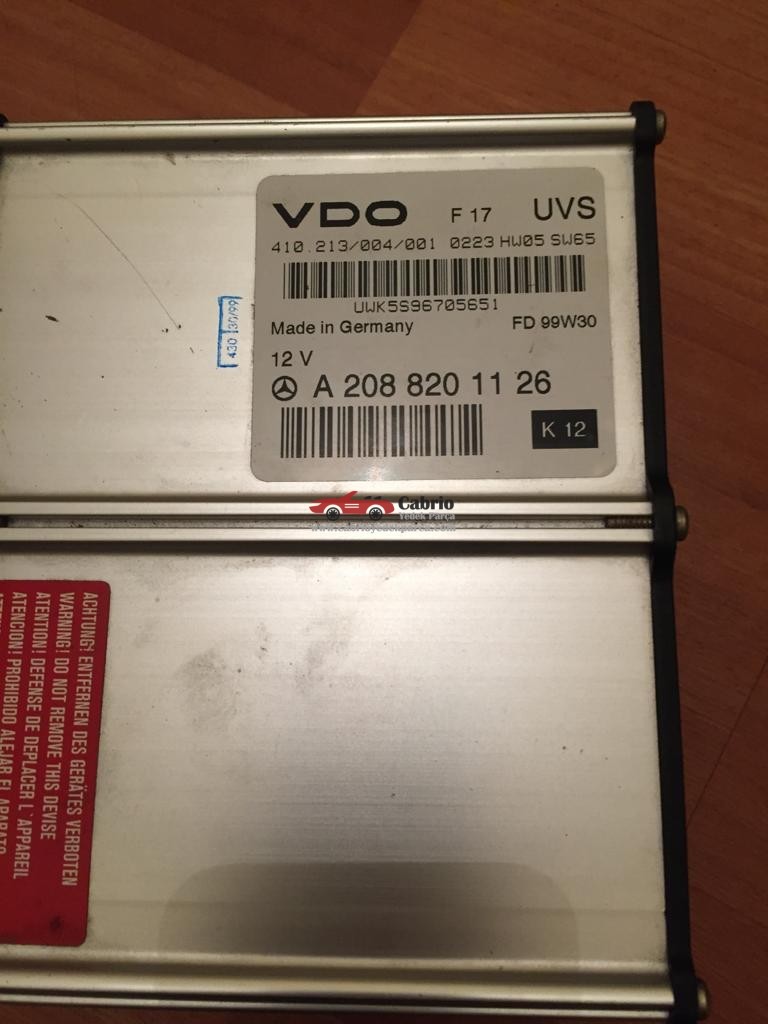 VDO F 17 UVS
410.213/004/001 0223 HW05 SW65
UWK5S96705651
Made in Germany FD 99W30
12 V
A 208 820 11 26
K 12
430 30/99
Cabrio
Yedek Parça
ACHTUNG! ENTFERNEN DES GERÄTES VERBOTEN
WARNING! DO NOT REMOVE THIS DEVISE
ATENTION! DEFENSE DE DEPLACER L'APPAREIL
ATENCION! PROHIBIDO ALEJAR EL APARATO